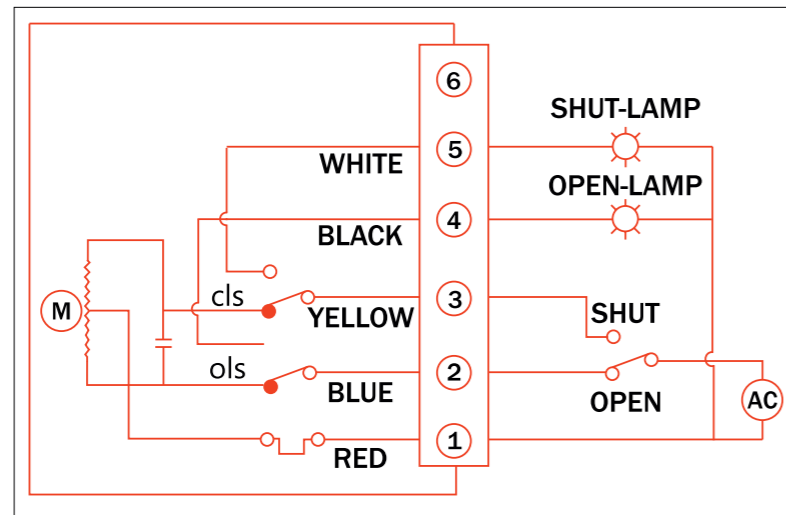 6
SHUT-LAMP
5
WHITE
OPEN-LAMP
4
BLACK
cls
3
YELLOW
SHUT
M
ols
2
BLUE
OPEN
AC
1
RED